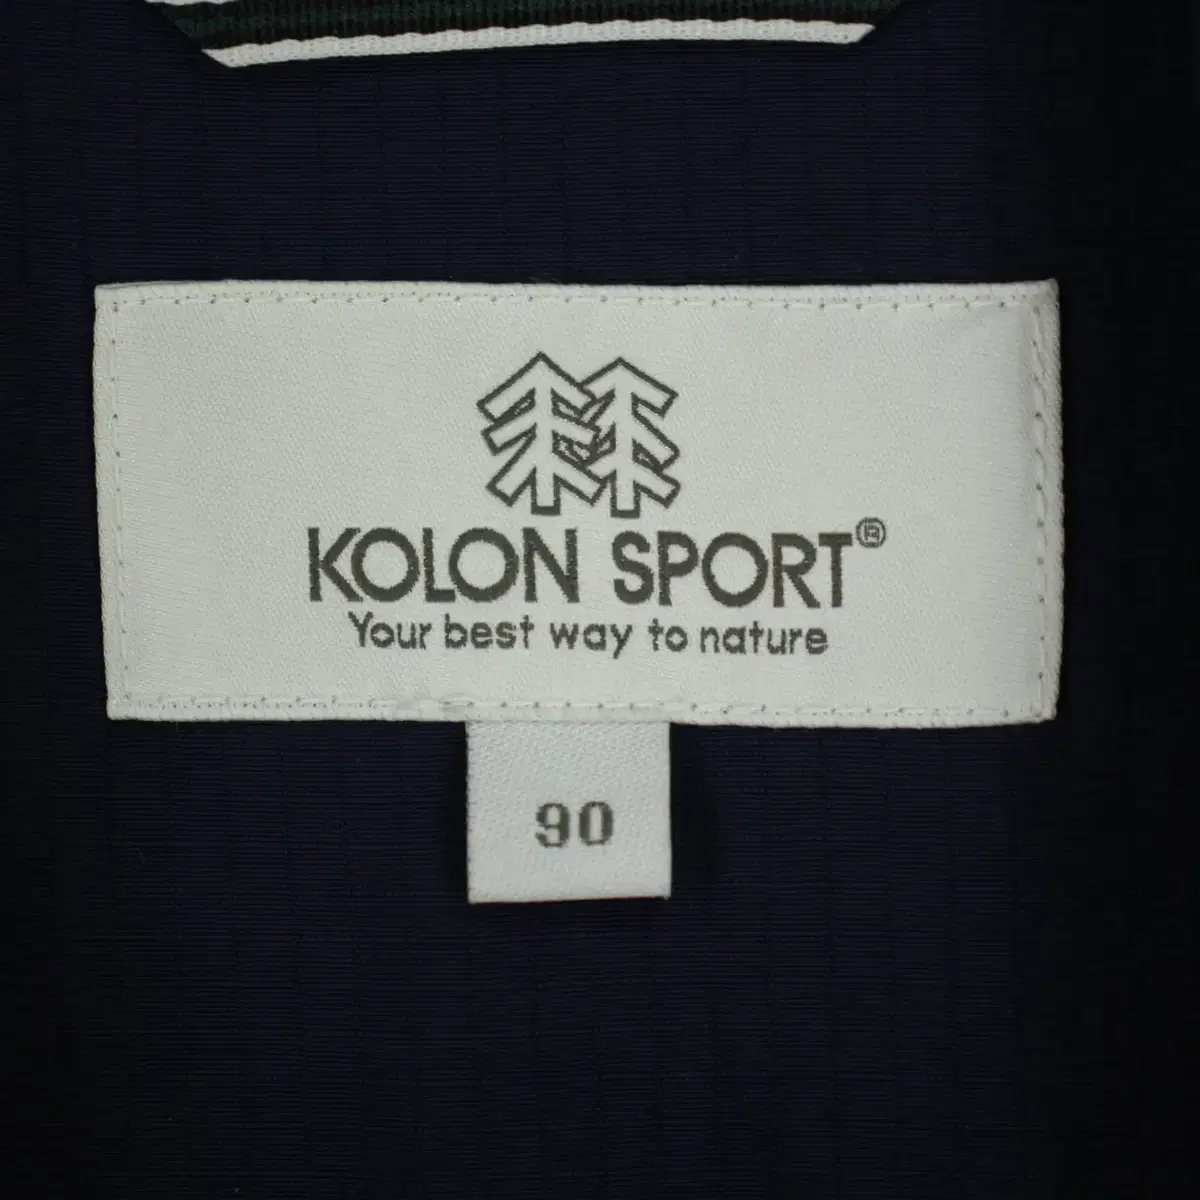 KOLON SPORT®
Your best way to nature
90